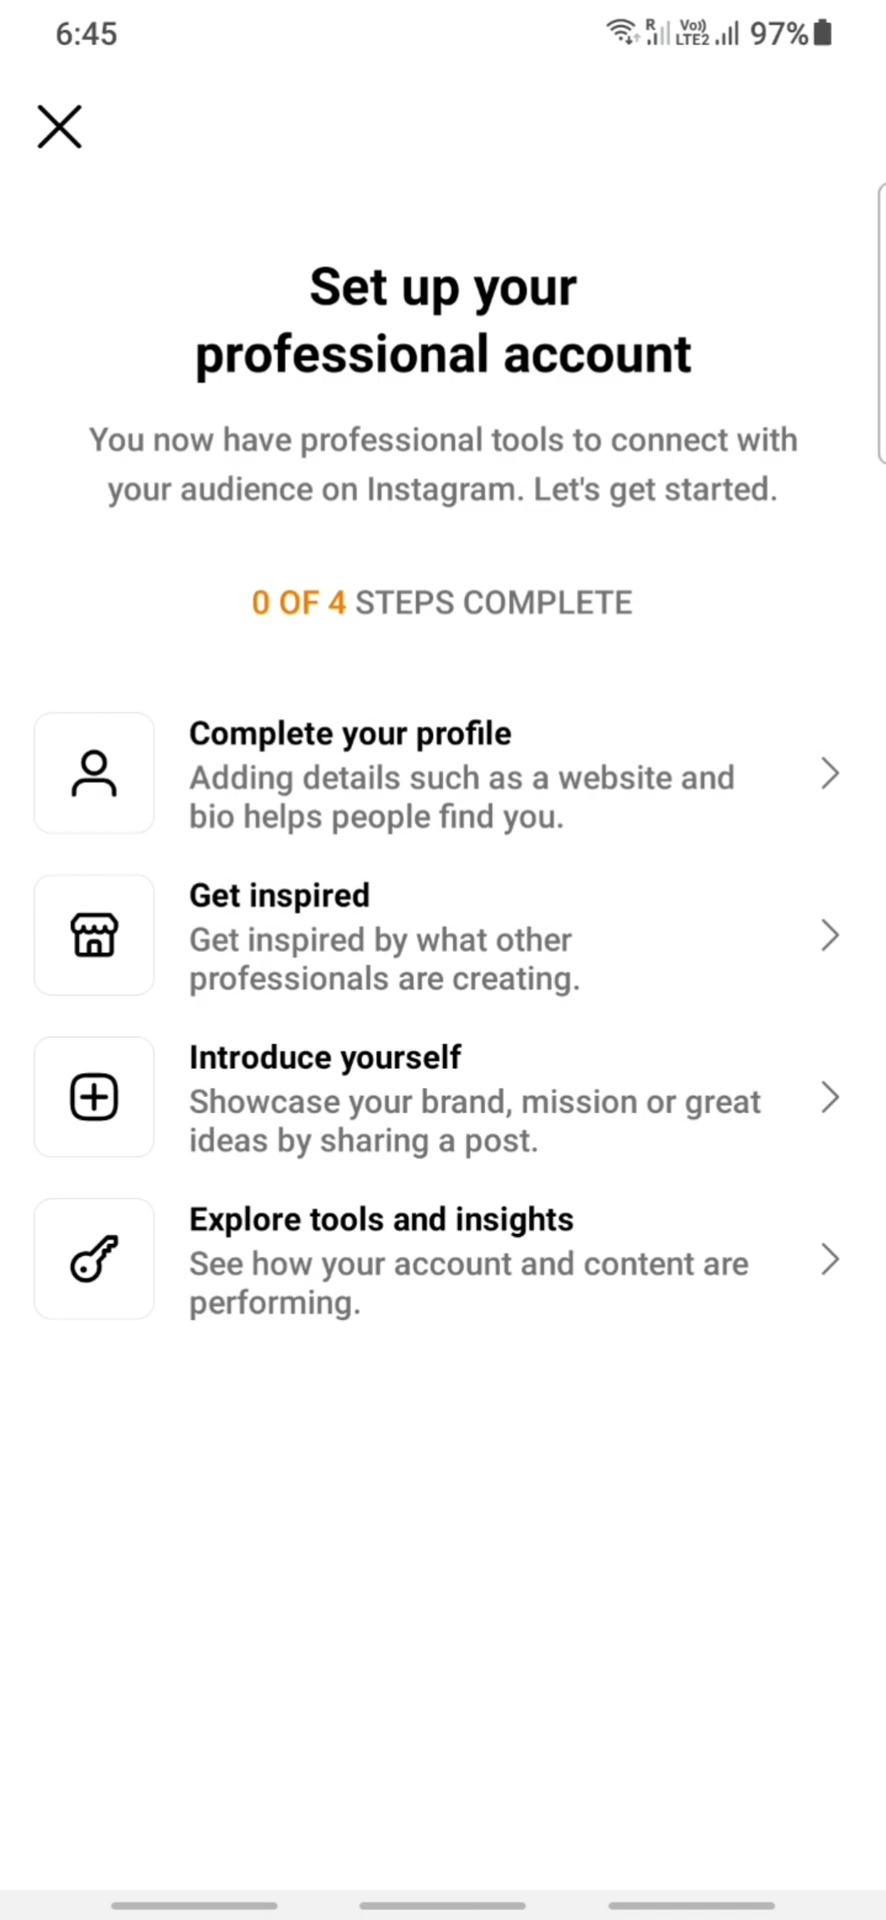 6:45
R Vo)) LTE2 97%
Set up your
professional account
You now have professional tools to connect with
your audience on Instagram. Let's get started.
0 OF 4 STEPS COMPLETE
Complete your profile
Adding details such as a website and
bio helps people find you.
Get inspired
Get inspired by what other
professionals are creating.
Introduce yourself
Showcase your brand, mission or great
ideas by sharing a post.
Explore tools and insights
See how your account and content are
performing.